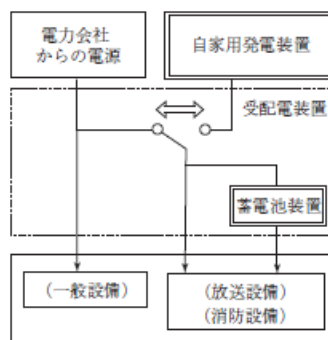 電力会社
からの電源
自家用発電装置
受配電装置
蓄電池装置
(一般設備)
(放送設備)
(消防設備)